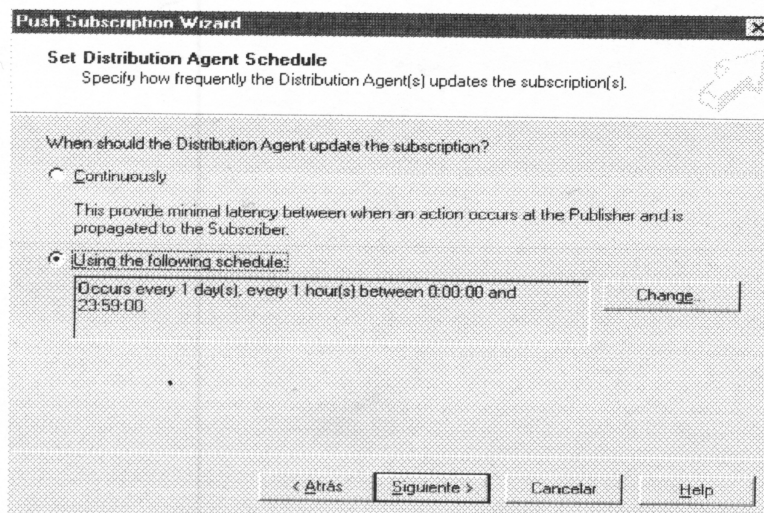 Push Subscription Wizard
Set Distribution Agent Schedule
Specify how frequently the Distribution Agent(s) updates the subscription(s).
When should the Distribution Agent update the subscription?
Continuously
This provide minimal latency between when an action occurs at the Publisher and is
propagated to the Subscriber.
Using the following schedule:
Occurs every 1 day(s), every 1 hour(s) between 0:00:00 and
23:59:00.
Change...
< Atrás
Siguiente >
Cancelar
Help